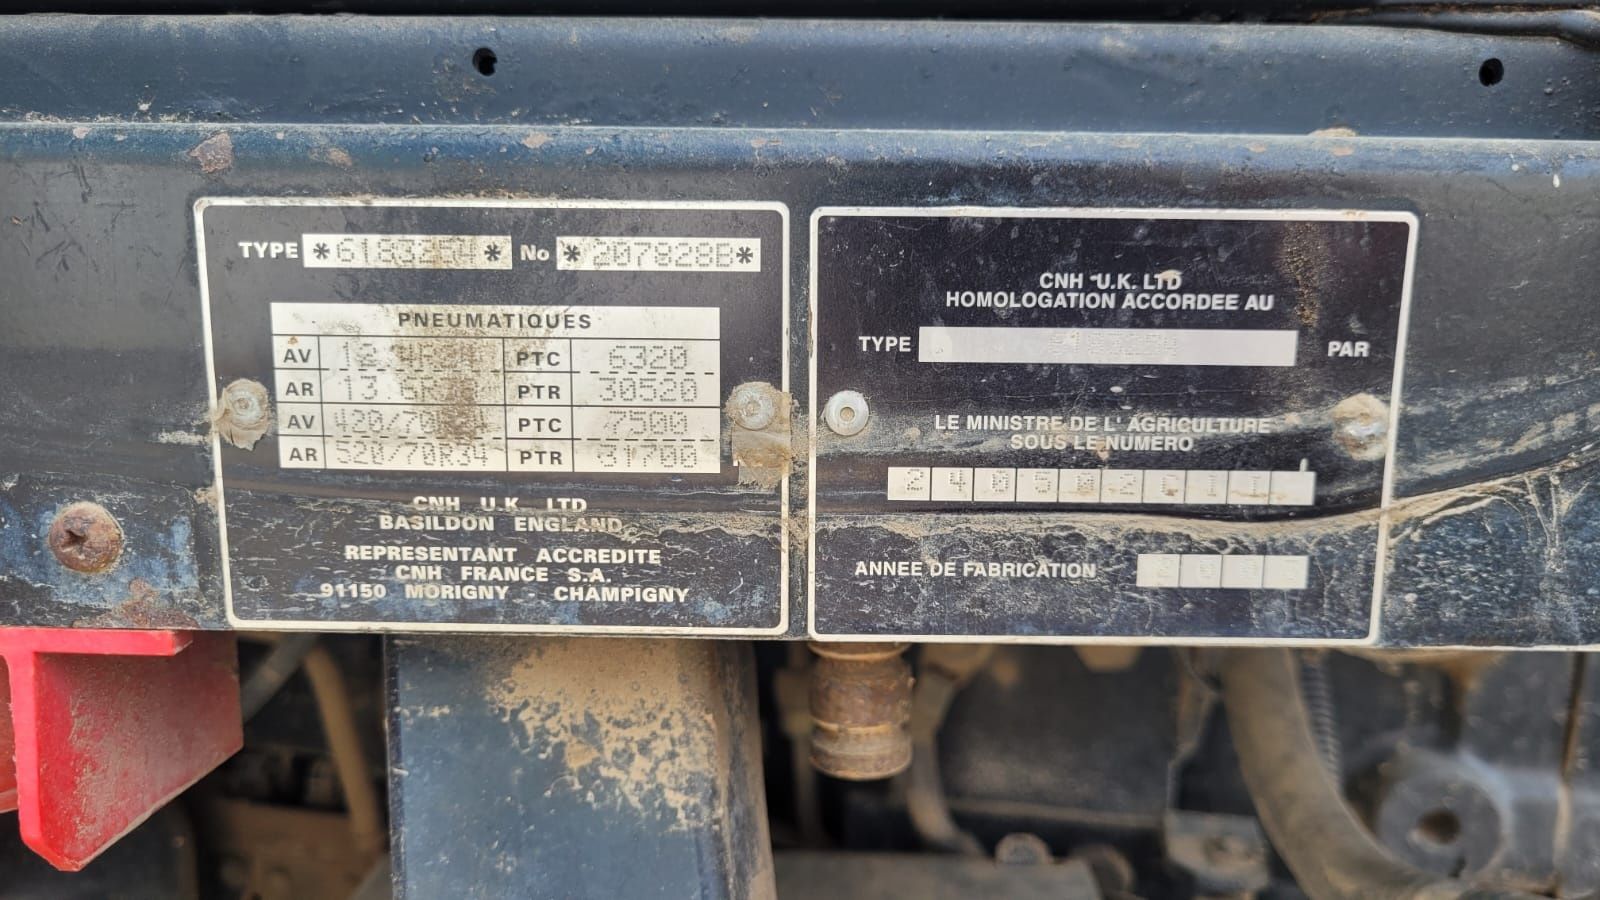 TYPE No *207828B*
PNEUMATIQUES
AV PTC 6320
AR PTR 30520
AV PTC 7500
AR 520/70R34 PTR 31700
CNH U.K. LTD
BASILDON ENGLAND
REPRESENTANT ACCREDITE
CNH FRANCE S.A.
91150 MORIGNY - CHAMPIGNY
CNH U.K. LTD
HOMOLOGATION ACCORDEE AU
TYPE PAR
LE MINISTRE DE L' AGRICULTURE
SOUS LE NUMERO
ANNEE DE FABRICATION